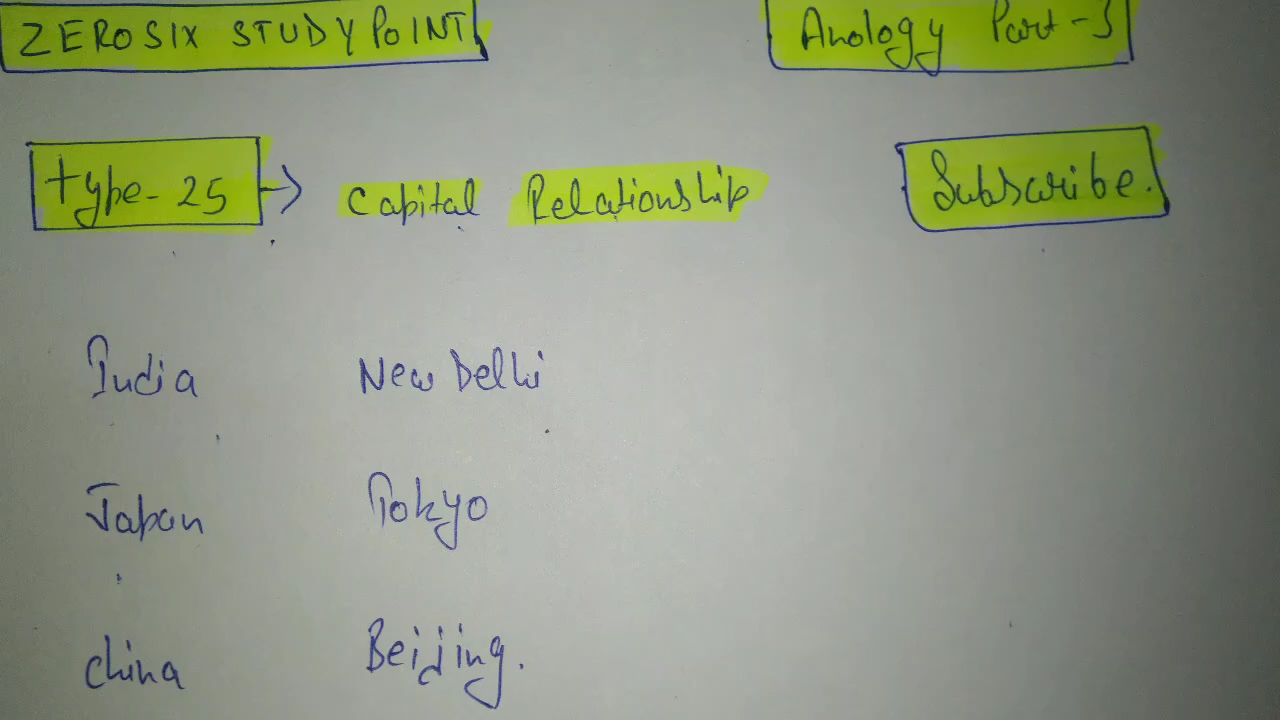 ZEROSIX STUDY POINT
Anology Part-3
Type-25 → Capital Relationship
Subscribe.
India New Delhi
Japan Tokyo
China Beijing.